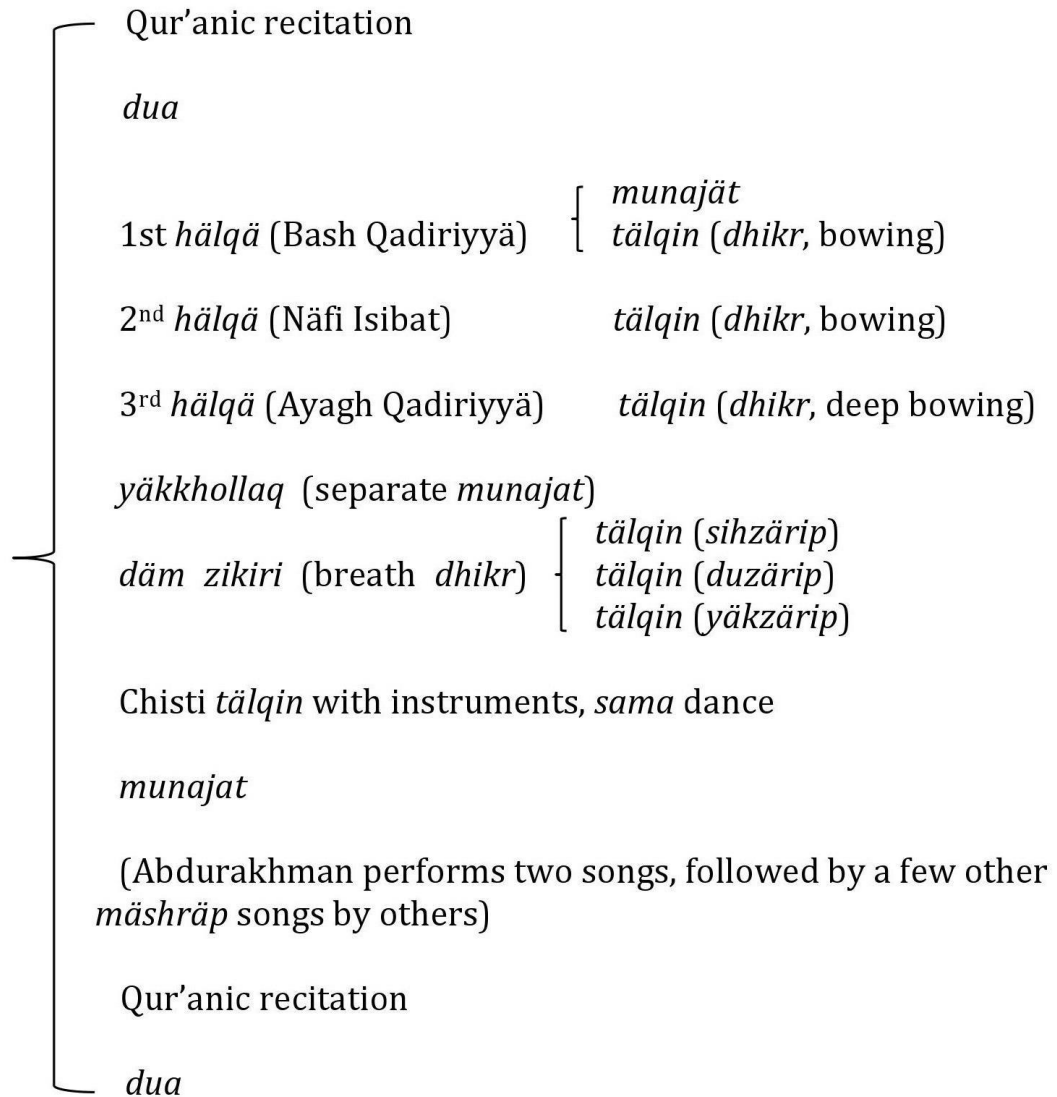 Qur’anic recitation
dua
munajät
1st hälqä (Bash Qadiriyyä) tälqin (dhikr, bowing)
2nd hälqä (Näfi Isibat) tälqin (dhikr, bowing)
3rd hälqä (Ayagh Qadiriyyä) tälqin (dhikr, deep bowing)
yäkkhollaq (separate munajat)
tälqin (sihzärip)
däm zikiri (breath dhikr) tälqin (duzärip)
tälqin (yäkzärip)
Chisti tälqin with instruments, sama dance
munajat
(Abdurakhman performs two songs, followed by a few other
mäshräp songs by others)
Qur’anic recitation
dua